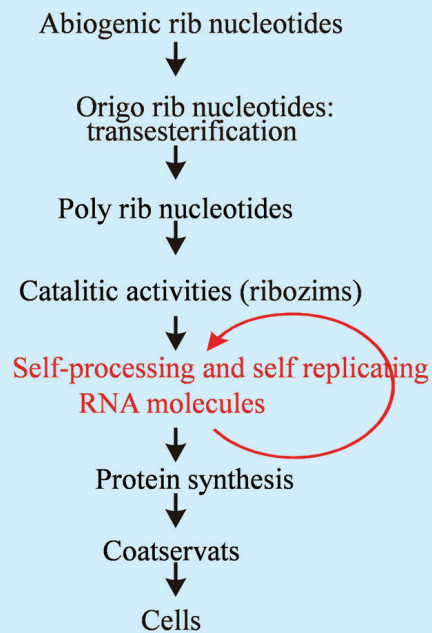 Abiogenic rib nucleotides
Origo rib nucleotides:
transesterification
Poly rib nucleotides
Catalitic activities (ribozims)
Self-processing and self replicating
RNA molecules
Protein synthesis
Coatservats
Cells